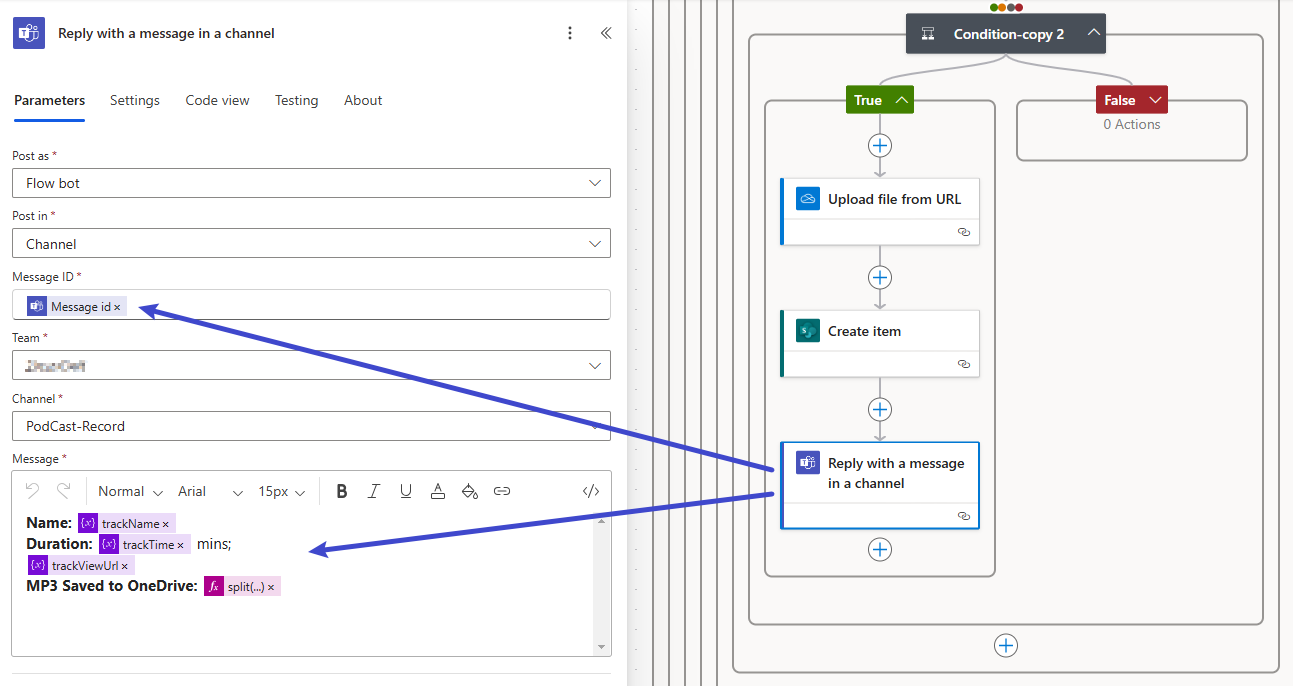 Reply with a message in a channel
Parameters Settings Code view Testing About
Post as *
Flow bot
Post in *
Channel
Message ID *
Message id ×
Team *
Channel *
PodCast-Record
Message *
Normal Arial 15px B I U A </>
Name: {x} trackName ×
Duration: {x} trackTime × mins;
{x} trackViewUrl ×
MP3 Saved to OneDrive: fx split(...) ×
Condition-copy 2
True
False
0 Actions
Upload file from URL
Create item
Reply with a message
in a channel